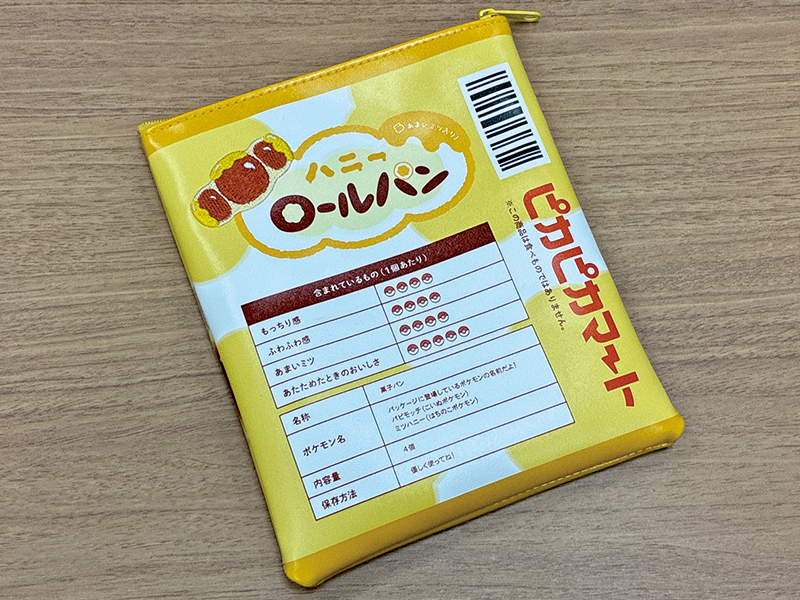 あまいミツ入り!
ハニー
ロールパン
ピカピカマート
※この商品は食べものではありません。
含まれているもの(1個あたり)
もっちり感
ふわふわ感
あまいミツ
あたためたときのおいしさ
名称 菓子パン
ポケモン名 パッケージに登場しているポケモンの名前だよ!
パピモッチ(こいぬポケモン)
ミツハニー(はちのこポケモン)
内容量 4個
保存方法 優しく使ってね!